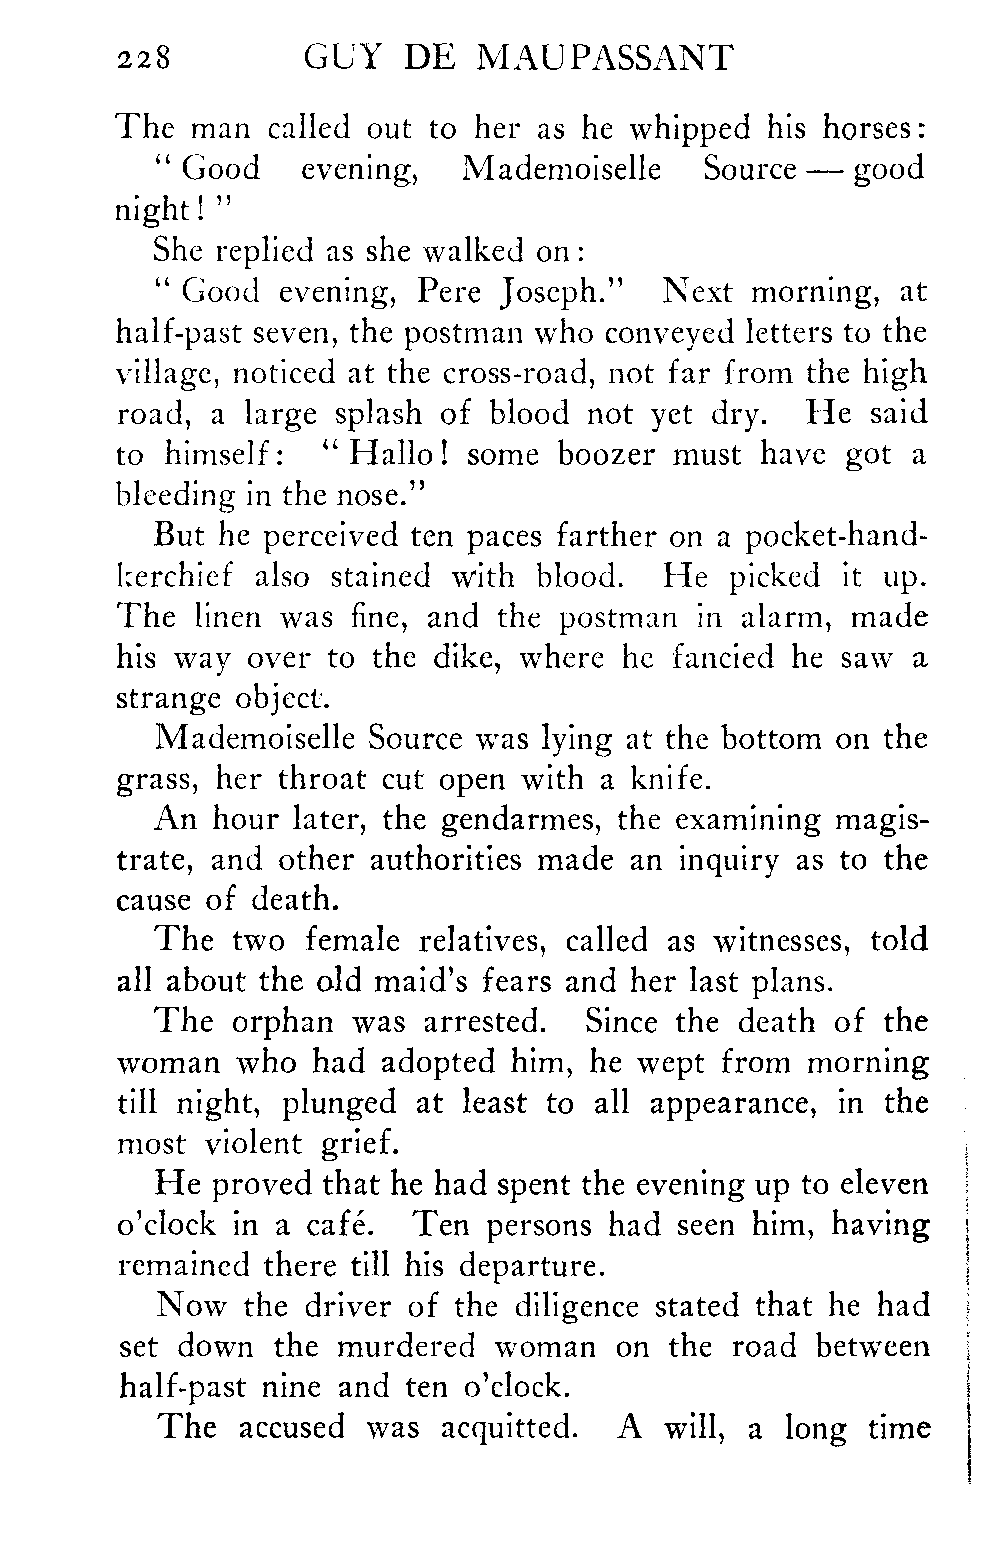 228 GUY DE MAUPASSANT
The man called out to her as he whipped his horses:
" Good evening, Mademoiselle Source — good
night! "
She replied as she walked on:
" Good evening, Pere Joseph." Next morning, at
half-past seven, the postman who conveyed letters to the
village, noticed at the cross-road, not far from the high
road, a large splash of blood not yet dry. He said
to himself: " Hallo! some boozer must have got a
bleeding in the nose."
But he perceived ten paces farther on a pocket-hand-
kerchief also stained with blood. He picked it up.
The linen was fine, and the postman in alarm, made
his way over to the dike, where he fancied he saw a
strange object.
Mademoiselle Source was lying at the bottom on the
grass, her throat cut open with a knife.
An hour later, the gendarmes, the examining magis-
trate, and other authorities made an inquiry as to the
cause of death.
The two female relatives, called as witnesses, told
all about the old maid's fears and her last plans.
The orphan was arrested. Since the death of the
woman who had adopted him, he wept from morning
till night, plunged at least to all appearance, in the
most violent grief.
He proved that he had spent the evening up to eleven
o'clock in a café. Ten persons had seen him, having
remained there till his departure.
Now the driver of the diligence stated that he had
set down the murdered woman on the road between
half-past nine and ten o'clock.
The accused was acquitted. A will, a long time